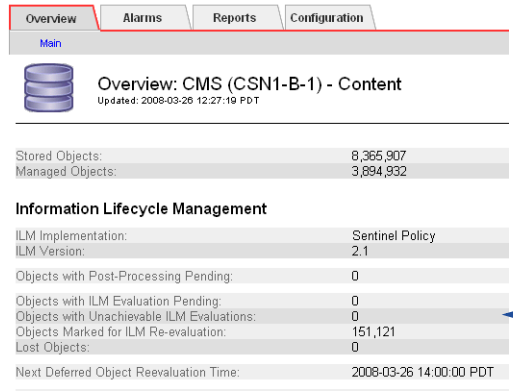 Overview Alarms Reports Configuration
Main
Overview: CMS (CSN1-B-1) - Content
Updated: 2008-03-26 12:27:19 PDT
Stored Objects: 8,365,907
Managed Objects: 3,894,932
Information Lifecycle Management
ILM Implementation: Sentinel Policy
ILM Version: 2.1
Objects with Post-Processing Pending: 0
Objects with ILM Evaluation Pending: 0
Objects with Unachievable ILM Evaluations: 0
Objects Marked for ILM Re-evaluation: 151,121
Lost Objects: 0
Next Deferred Object Reevaluation Time: 2008-03-26 14:00:00 PDT